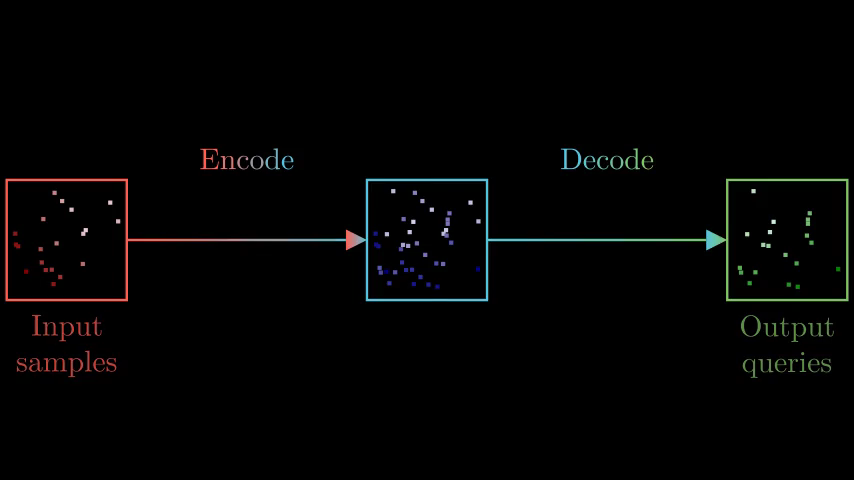 Encode
Decode
Input
samples
Output
queries